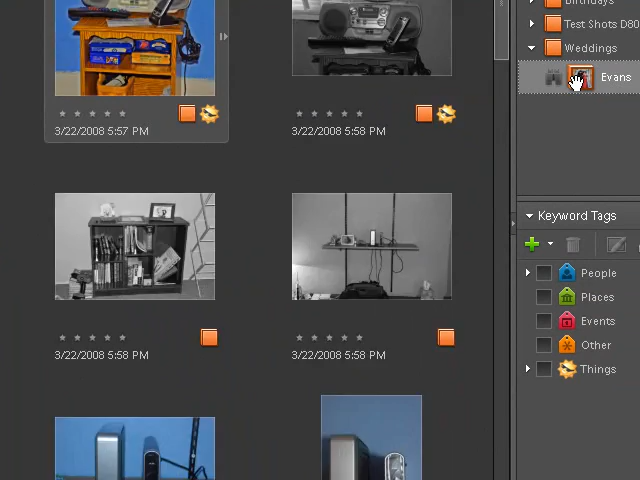 Birthdays
Test Shots D80
Weddings
Evans
3/22/2008 5:57 PM
3/22/2008 5:58 PM
Keyword Tags
People
Places
Events
Other
Things
3/22/2008 5:58 PM
3/22/2008 5:58 PM